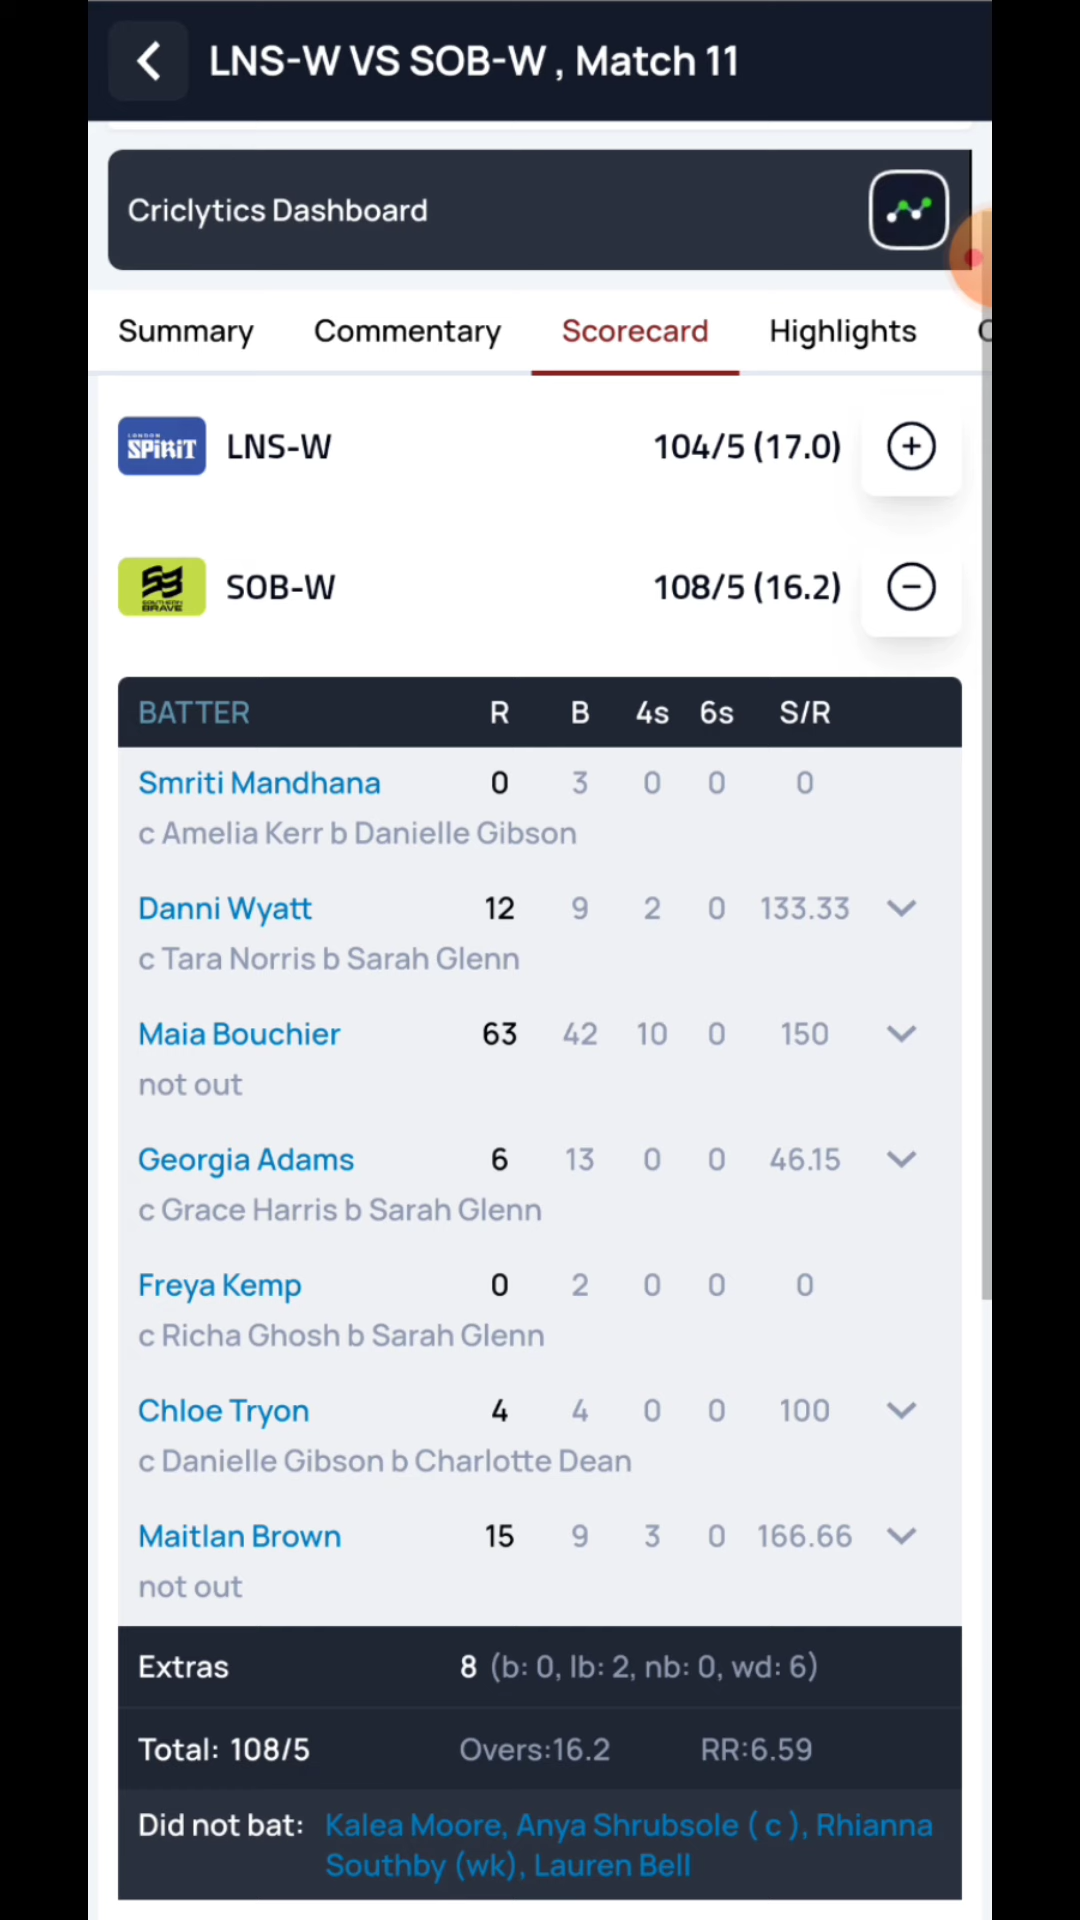 LNS-W VS SOB-W , Match 11
Criclytics Dashboard
Summary Commentary Scorecard Highlights
LONDON
SPIRIT LNS-W 104/5 (17.0)
SOUTHERN
BRAVE SOB-W 108/5 (16.2)
BATTER R B 4s 6s S/R
Smriti Mandhana 0 3 0 0 0
c Amelia Kerr b Danielle Gibson
Danni Wyatt 12 9 2 0 133.33
c Tara Norris b Sarah Glenn
Maia Bouchier 63 42 10 0 150
not out
Georgia Adams 6 13 0 0 46.15
c Grace Harris b Sarah Glenn
Freya Kemp 0 2 0 0 0
c Richa Ghosh b Sarah Glenn
Chloe Tryon 4 4 0 0 100
c Danielle Gibson b Charlotte Dean
Maitlan Brown 15 9 3 0 166.66
not out
Extras 8 (b: 0, lb: 2, nb: 0, wd: 6)
Total: 108/5 Overs:16.2 RR:6.59
Did not bat: Kalea Moore, Anya Shrubsole ( c ), Rhianna
Southby (wk), Lauren Bell